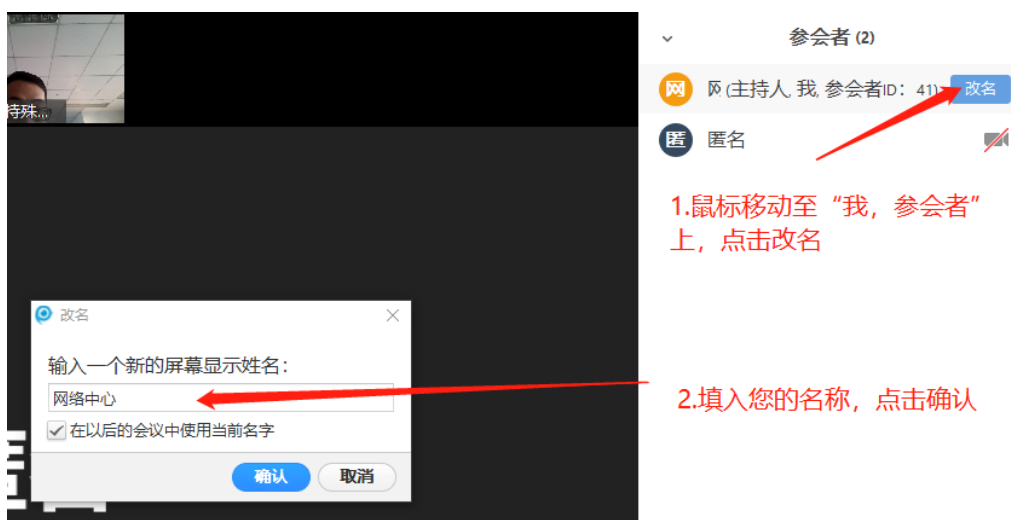 参会者 (2)
网 网 (主持人, 我, 参会者ID：41) 改名
匿 匿名
待殊...
1.鼠标移动至“我，参会者”
上，点击改名
改名
输入一个新的屏幕显示姓名：
网络中心
在以后的会议中使用当前名字
确认 取消
2.填入您的名称，点击确认